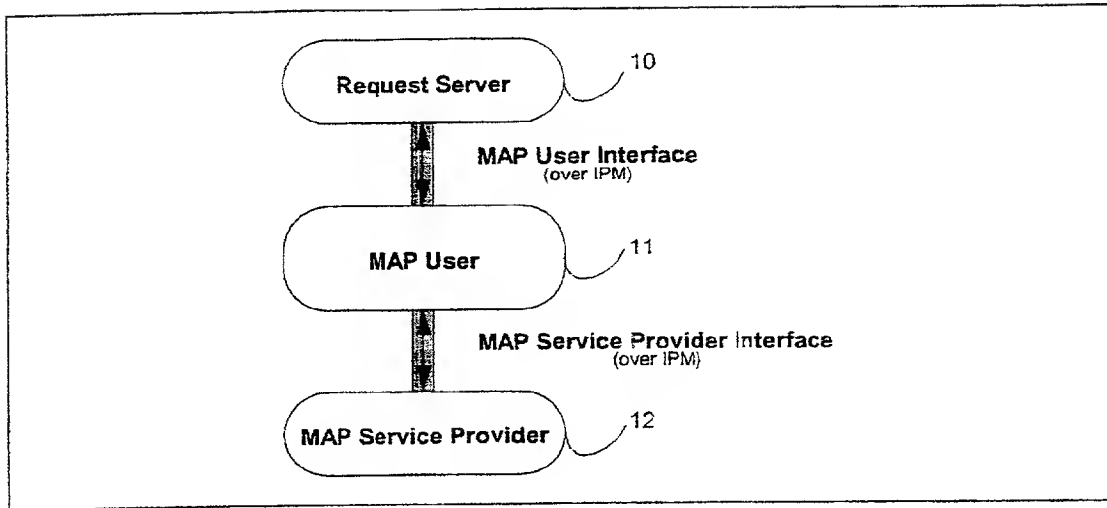 Request Server
10
MAP User Interface
(over IPM)
MAP User
11
MAP Service Provider Interface
(over IPM)
MAP Service Provider
12